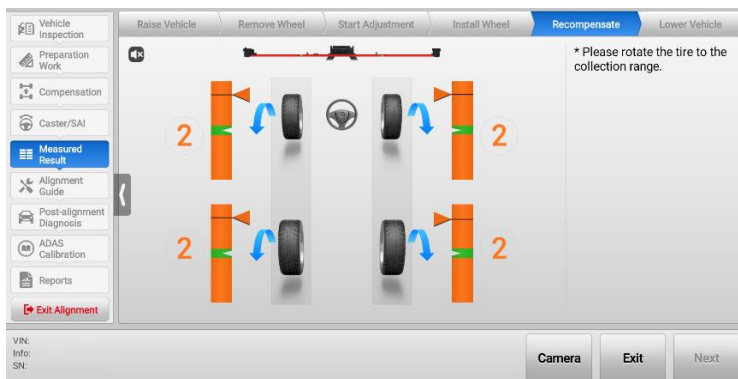 Vehicle
Inspection
Preparation
Work
Compensation
Caster/SAI
Measured
Result
Alignment
Guide
Post-alignment
Diagnosis
ADAS
Calibration
Reports
Exit Alignment
Raise Vehicle
Remove Wheel
Start Adjustment
Install Wheel
Recompensate
Lower Vehicle
* Please rotate the tire to the
collection range.
2
2
2
2
VIN:
Info:
SN:
Camera
Exit
Next